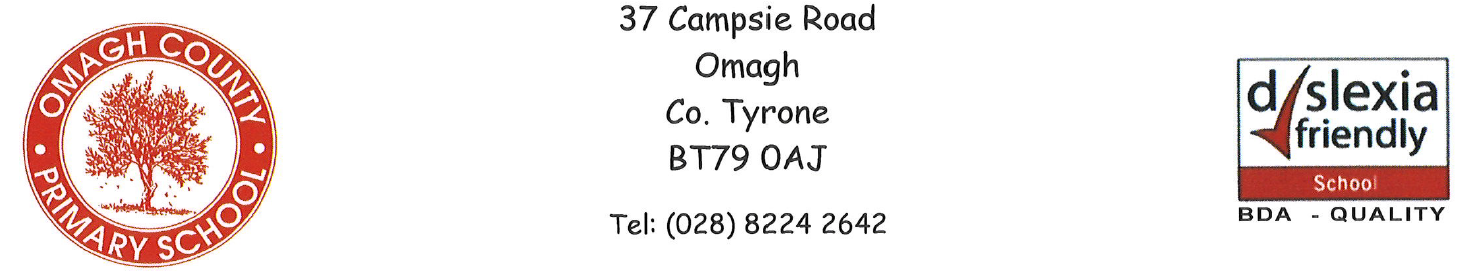 OMAGH COUNTY
PRIMARY SCHOOL
37 Campsie Road
Omagh
Co. Tyrone
BT79 0AJ
Tel: (028) 8224 2642
dyslexia
friendly
School
BDA - QUALITY